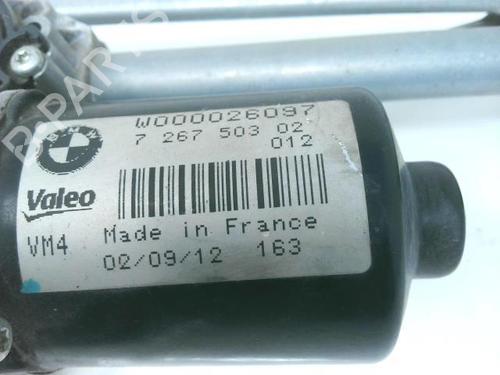 W000026097
7 267 503 02
012
BMW
Valeo
VM4 Made in France
02/09/12 163
B-PARTS